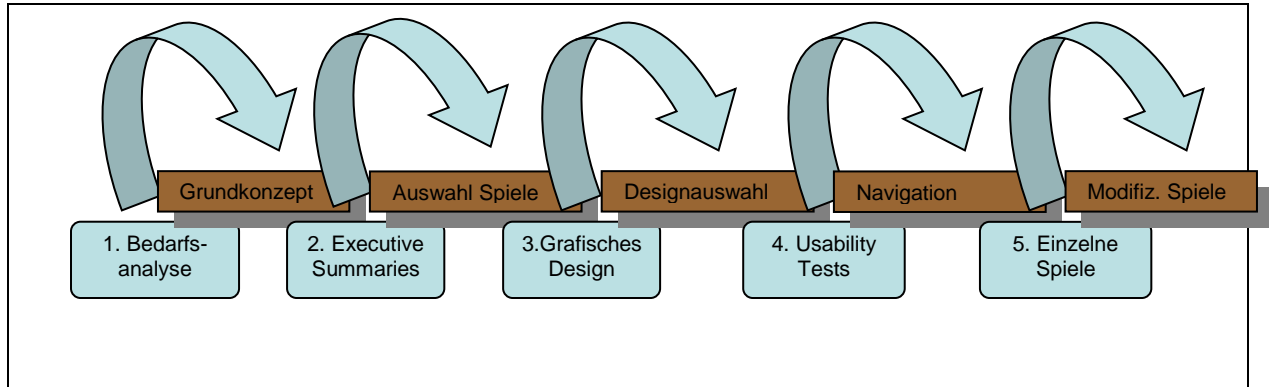 Grundkonzept
Auswahl Spiele
Designauswahl
Navigation
Modifiz. Spiele
1. Bedarfs-
analyse
2. Executive
Summaries
3.Grafisches
Design
4. Usability
Tests
5. Einzelne
Spiele